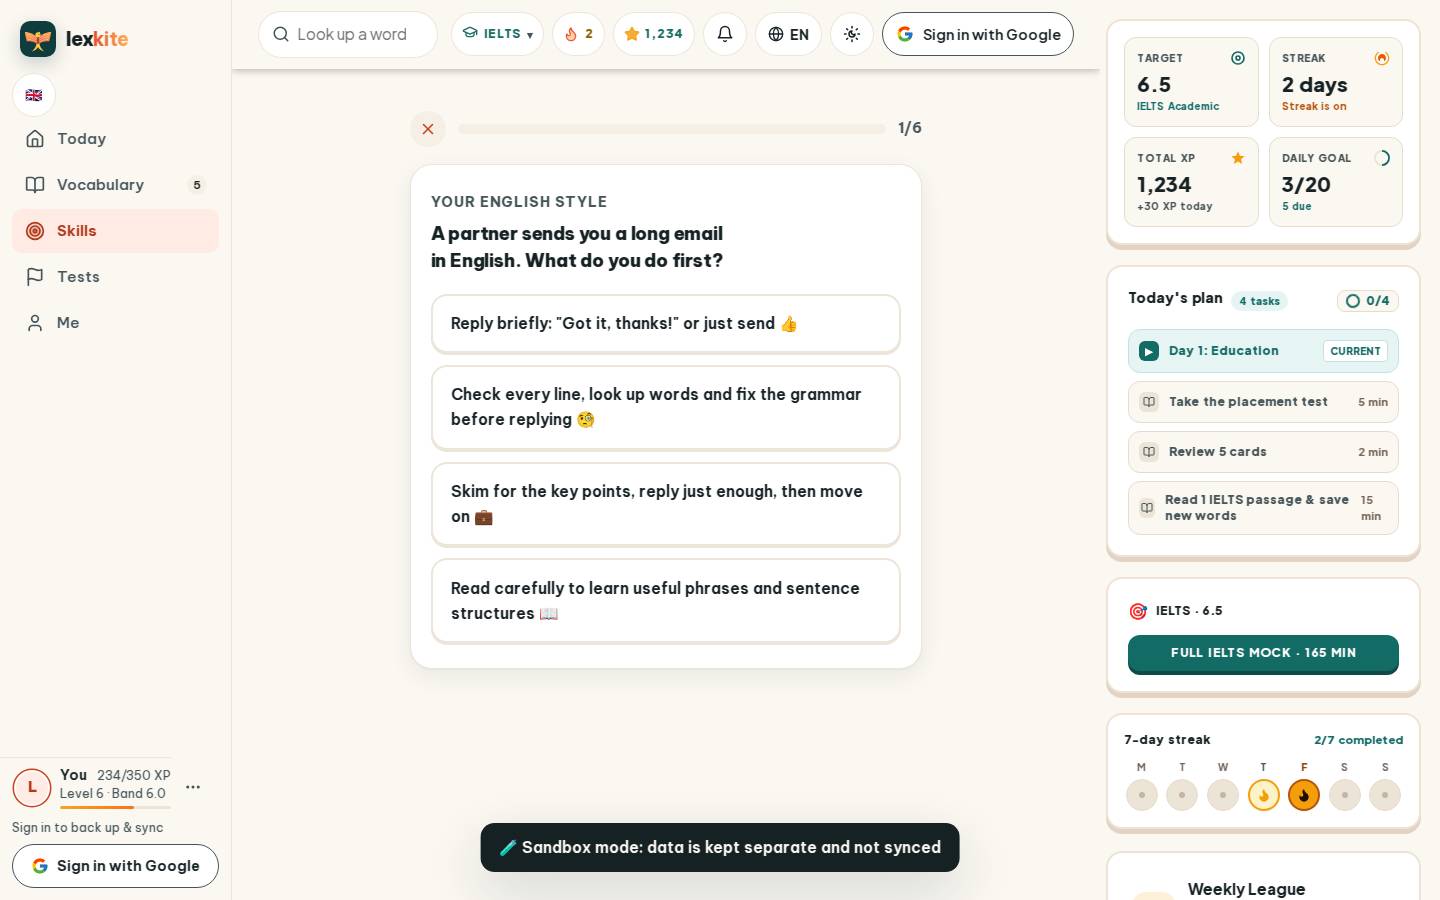 lexkite
🇬🇧
Today
Vocabulary 5
Skills
Tests
Me
L
You 234/350 XP
Level 6 · Band 6.0
Sign in to back up & sync
Sign in with Google
Look up a word
IELTS ▾
2
1,234
EN
Sign in with Google
1/6
YOUR ENGLISH STYLE
A partner sends you a long email
in English. What do you do first?
Reply briefly: "Got it, thanks!" or just send 👍
Check every line, look up words and fix the grammar
before replying 🧐
Skim for the key points, reply just enough, then move
on 💼
Read carefully to learn useful phrases and sentence
structures 📖
🧪 Sandbox mode: data is kept separate and not synced
TARGET
6.5
IELTS Academic
STREAK
2 days
Streak is on
TOTAL XP
1,234
+30 XP today
DAILY GOAL
3/20
5 due
Today's plan 4 tasks 0/4
Day 1: Education CURRENT
Take the placement test 5 min
Review 5 cards 2 min
Read 1 IELTS passage & save 15
new words min
🎯 IELTS · 6.5
FULL IELTS MOCK · 165 MIN
7-day streak 2/7 completed
M T W T F S S
Weekly League